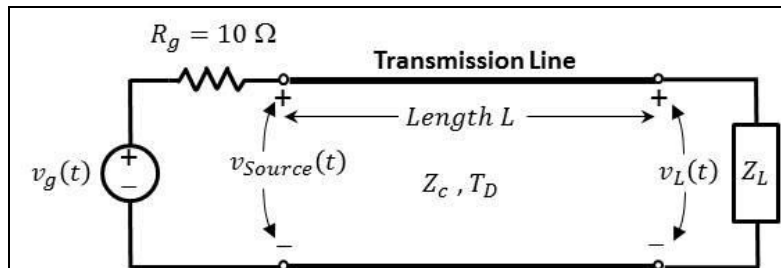 R_g = 10 Ω
Transmission Line
+
+
Length L
+
−
v_g(t)
v_Source(t)
Z_c , T_D
v_L(t)
Z_L
−
−